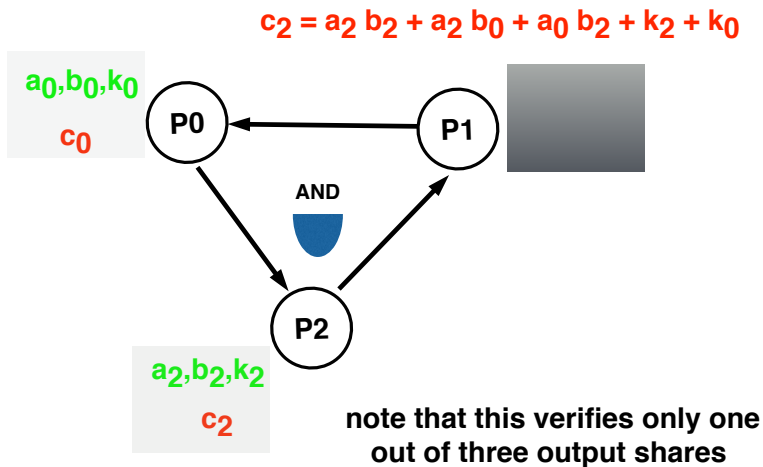 c₂ = a₂ b₂ + a₂ b₀ + a₀ b₂ + k₂ + k₀
a₀,b₀,k₀
c₀
P0
P1
AND
P2
a₂,b₂,k₂
c₂
note that this verifies only one
out of three output shares